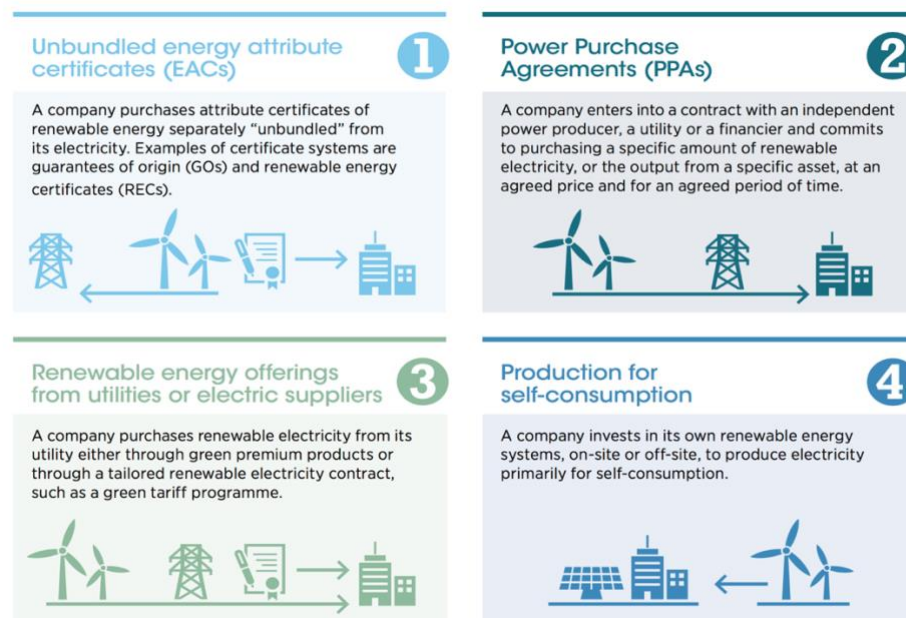 Unbundled energy attribute
certificates (EACs)
1
A company purchases attribute certificates of
renewable energy separately “unbundled” from
its electricity. Examples of certificate systems are
guarantees of origin (GOs) and renewable energy
certificates (RECs).
Power Purchase
Agreements (PPAs)
2
A company enters into a contract with an independent
power producer, a utility or a financier and commits
to purchasing a specific amount of renewable
electricity, or the output from a specific asset, at an
agreed price and for an agreed period of time.
Renewable energy offerings
from utilities or electric suppliers
3
A company purchases renewable electricity from its
utility either through green premium products or
through a tailored renewable electricity contract,
such as a green tariff programme.
Production for
self-consumption
4
A company invests in its own renewable energy
systems, on-site or off-site, to produce electricity
primarily for self-consumption.